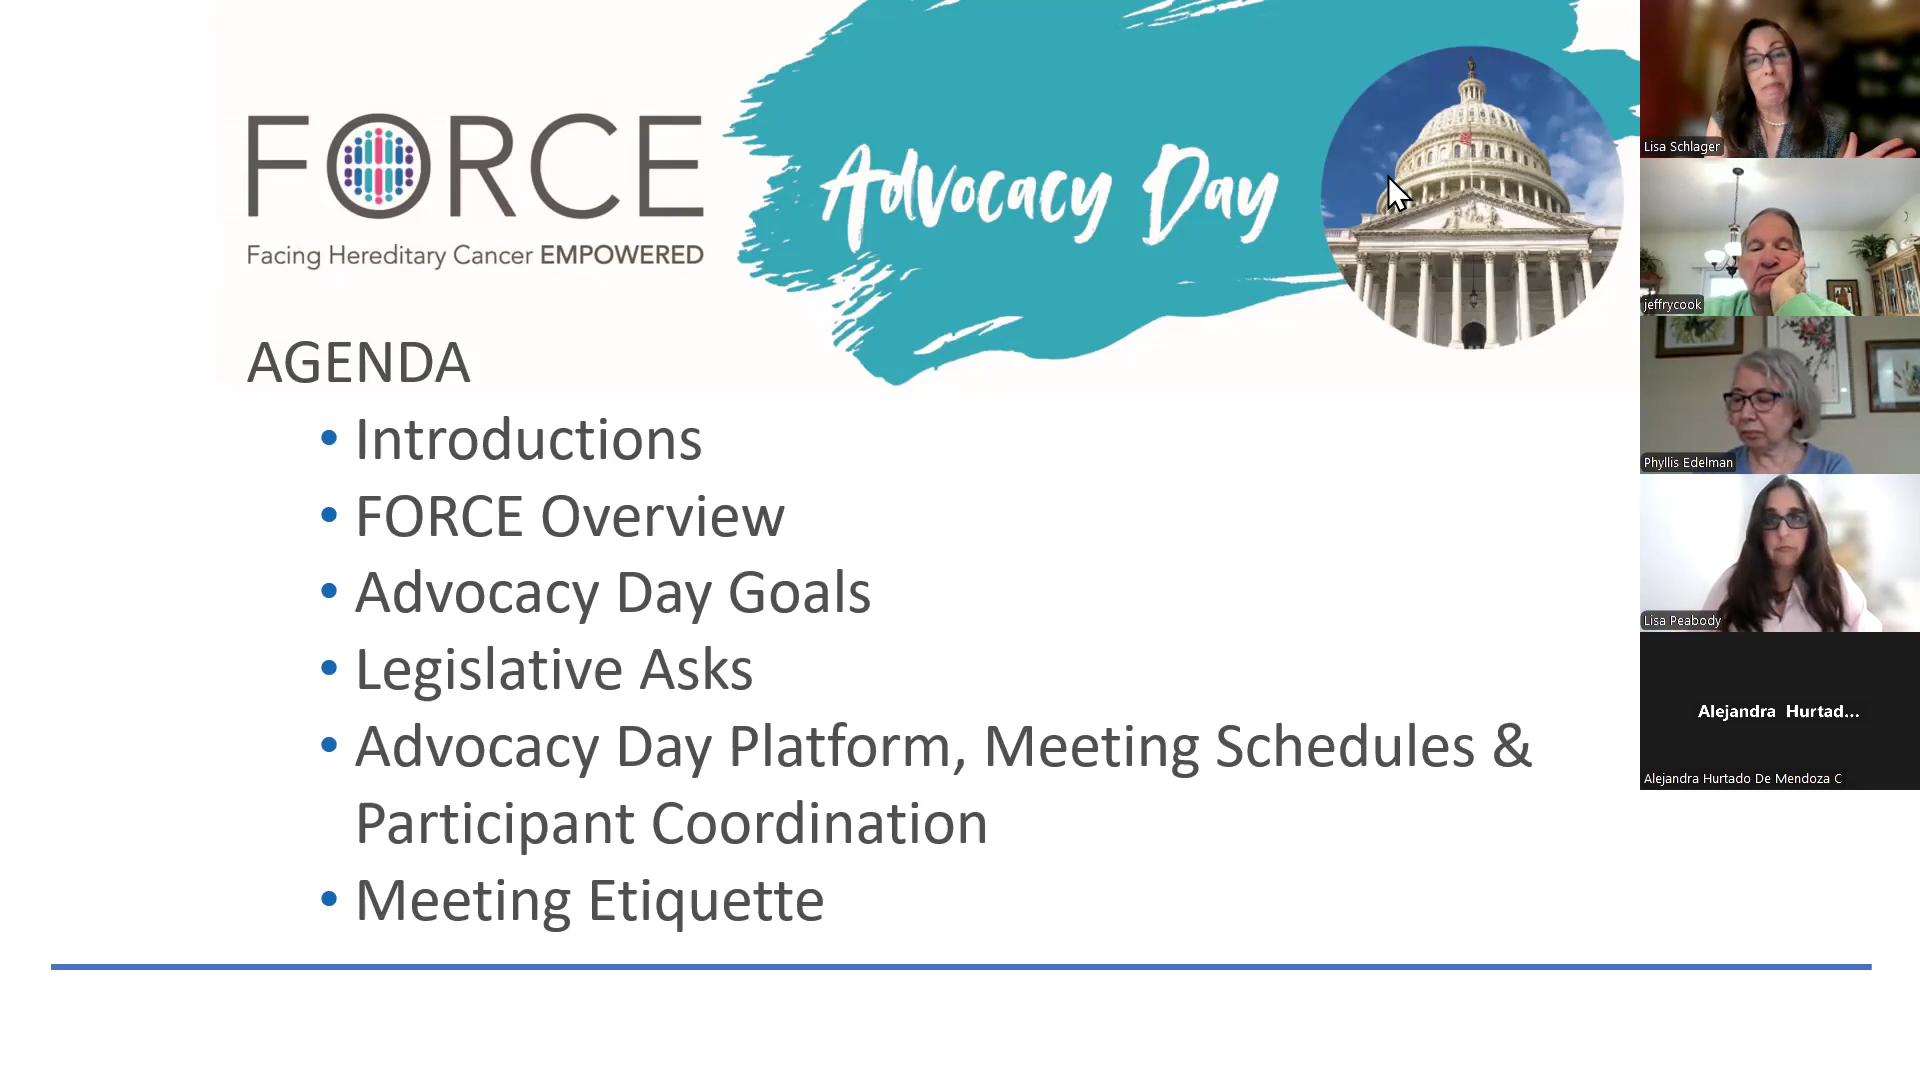 FORCE
Facing Hereditary Cancer EMPOWERED
Advocacy Day
AGENDA
• Introductions
• FORCE Overview
• Advocacy Day Goals
• Legislative Asks
• Advocacy Day Platform, Meeting Schedules &
Participant Coordination
• Meeting Etiquette
Lisa Schlager
jeffrycook
Phyllis Edelman
Lisa Peabody
Alejandra Hurtad...
Alejandra Hurtado De Mendoza C